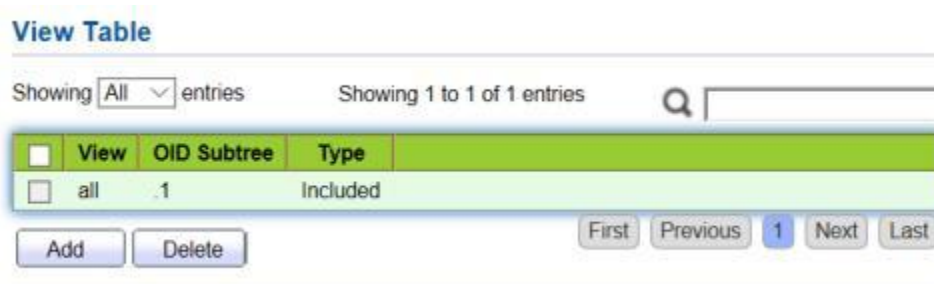 View Table
Showing All entries Showing 1 to 1 of 1 entries
View OID Subtree Type
all .1 Included
First Previous 1 Next Last
Add Delete